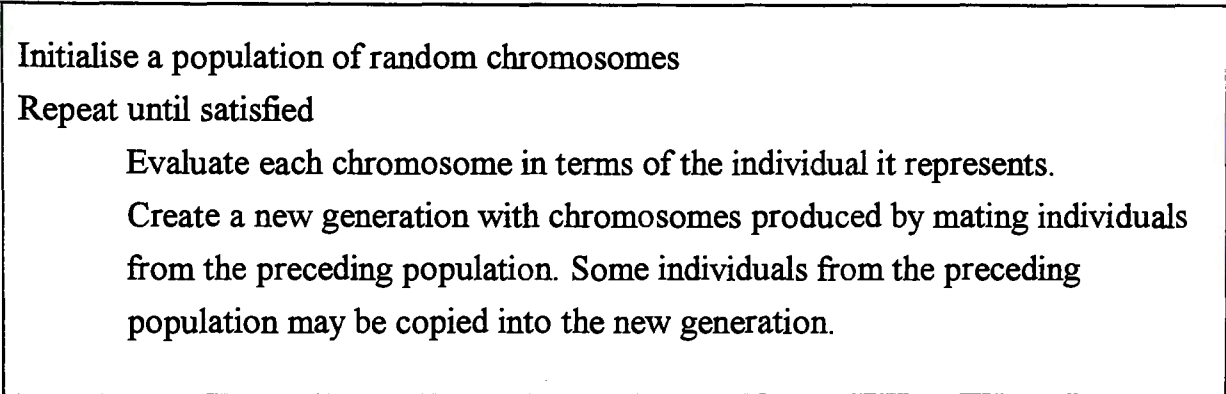 Initialise a population of random chromosomes
Repeat until satisfied
Evaluate each chromosome in terms of the individual it represents.
Create a new generation with chromosomes produced by mating individuals
from the preceding population. Some individuals from the preceding
population may be copied into the new generation.